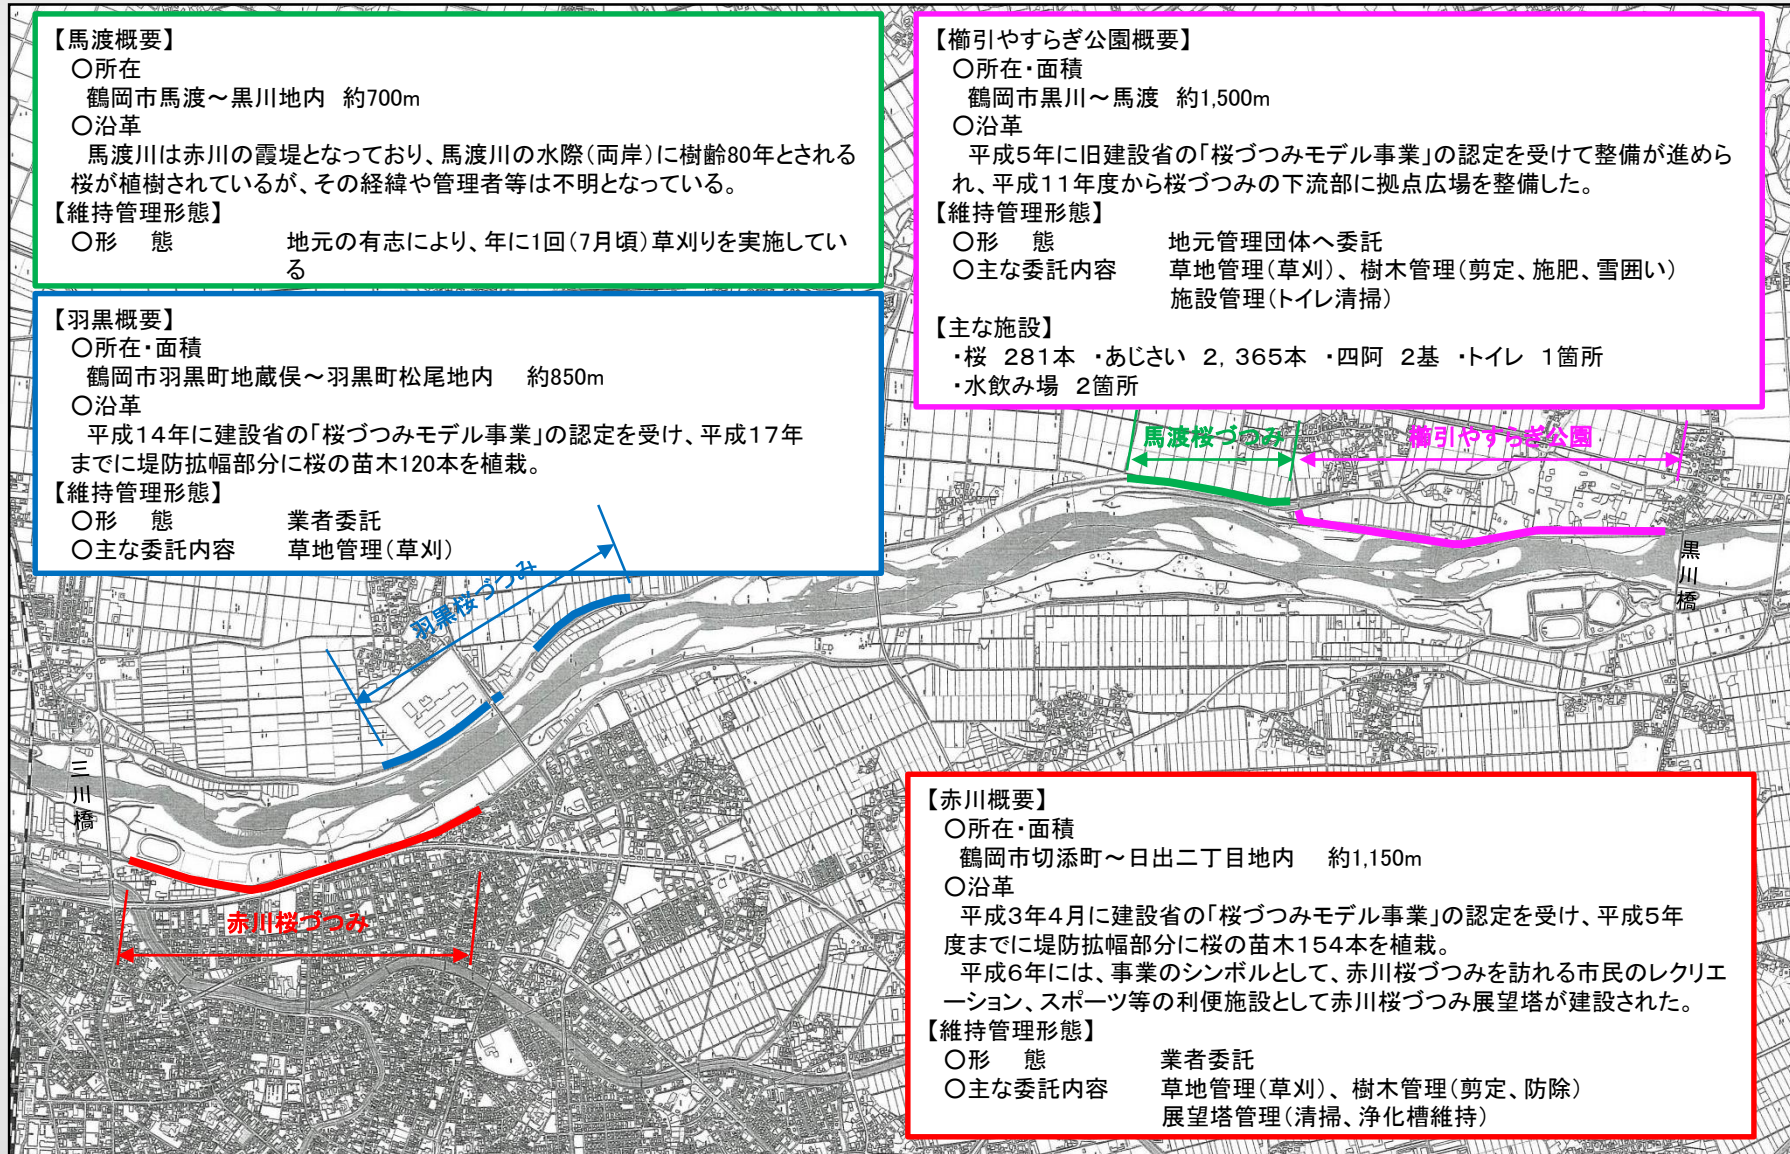 【馬渡概要】
○所在
鶴岡市馬渡～黒川地内 約700m
○沿革
馬渡川は赤川の霞堤となっており、馬渡川の水際(両岸)に樹齢80年とされる
桜が植樹されているが、その経緯や管理者等は不明となっている。
【維持管理形態】
○形 態 地元の有志により、年に1回(7月頃)草刈りを実施してい
る
【羽黒概要】
○所在・面積
鶴岡市羽黒町地蔵俣～羽黒町松尾地内 約850m
○沿革
平成14年に建設省の「桜づつみモデル事業」の認定を受け、平成17年
までに堤防拡幅部分に桜の苗木120本を植栽。
【維持管理形態】
○形 態 業者委託
○主な委託内容 草地管理(草刈)
【櫛引やすらぎ公園概要】
○所在・面積
鶴岡市黒川～馬渡 約1,500m
○沿革
平成5年に旧建設省の「桜づつみモデル事業」の認定を受けて整備が進めら
れ、平成11年度から桜づつみの下流部に拠点広場を整備した。
【維持管理形態】
○形 態 地元管理団体へ委託
○主な委託内容 草地管理(草刈)、樹木管理(剪定、施肥、雪囲い)
施設管理(トイレ清掃)
【主な施設】
・桜 281本 ・あじさい 2,365本 ・四阿 2基 ・トイレ 1箇所
・水飲み場 2箇所
馬渡桜づつみ
櫛引やすらぎ公園
黒川橋
羽黒桜づつみ
三川橋
赤川桜づつみ
【赤川概要】
○所在・面積
鶴岡市切添町～日出二丁目地内 約1,150m
○沿革
平成3年4月に建設省の「桜づつみモデル事業」の認定を受け、平成5年
度までに堤防拡幅部分に桜の苗木154本を植栽。
平成6年には、事業のシンボルとして、赤川桜づつみを訪れる市民のレクリエ
ーション、スポーツ等の利便施設として赤川桜づつみ展望塔が建設された。
【維持管理形態】
○形 態 業者委託
○主な委託内容 草地管理(草刈)、樹木管理(剪定、防除)
展望塔管理(清掃、浄化槽維持)